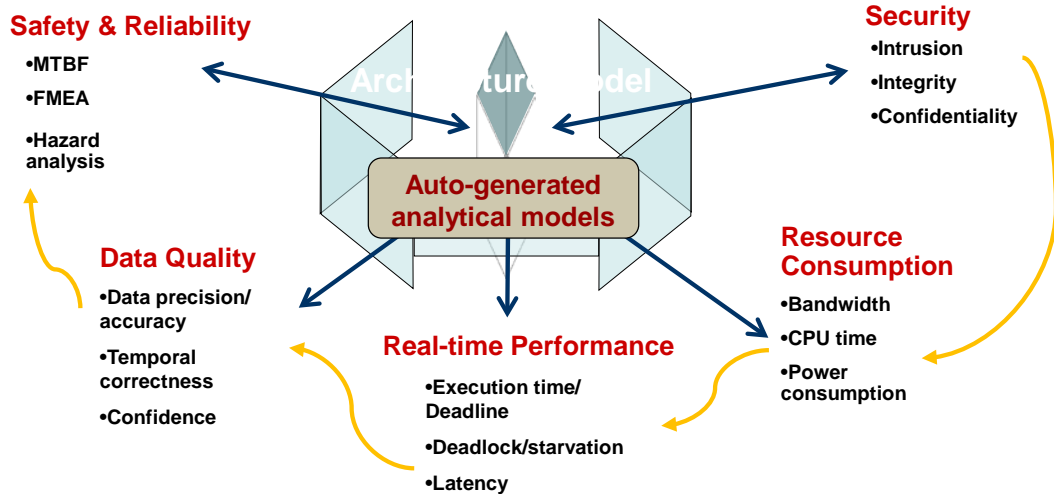 Safety & Reliability
•MTBF
•FMEA
•Hazard
analysis
Security
•Intrusion
•Integrity
•Confidentiality
Architecture Model
Auto-generated
analytical models
Data Quality
•Data precision/
accuracy
•Temporal
correctness
•Confidence
Real-time Performance
•Execution time/
Deadline
•Deadlock/starvation
•Latency
Resource
Consumption
•Bandwidth
•CPU time
•Power
consumption